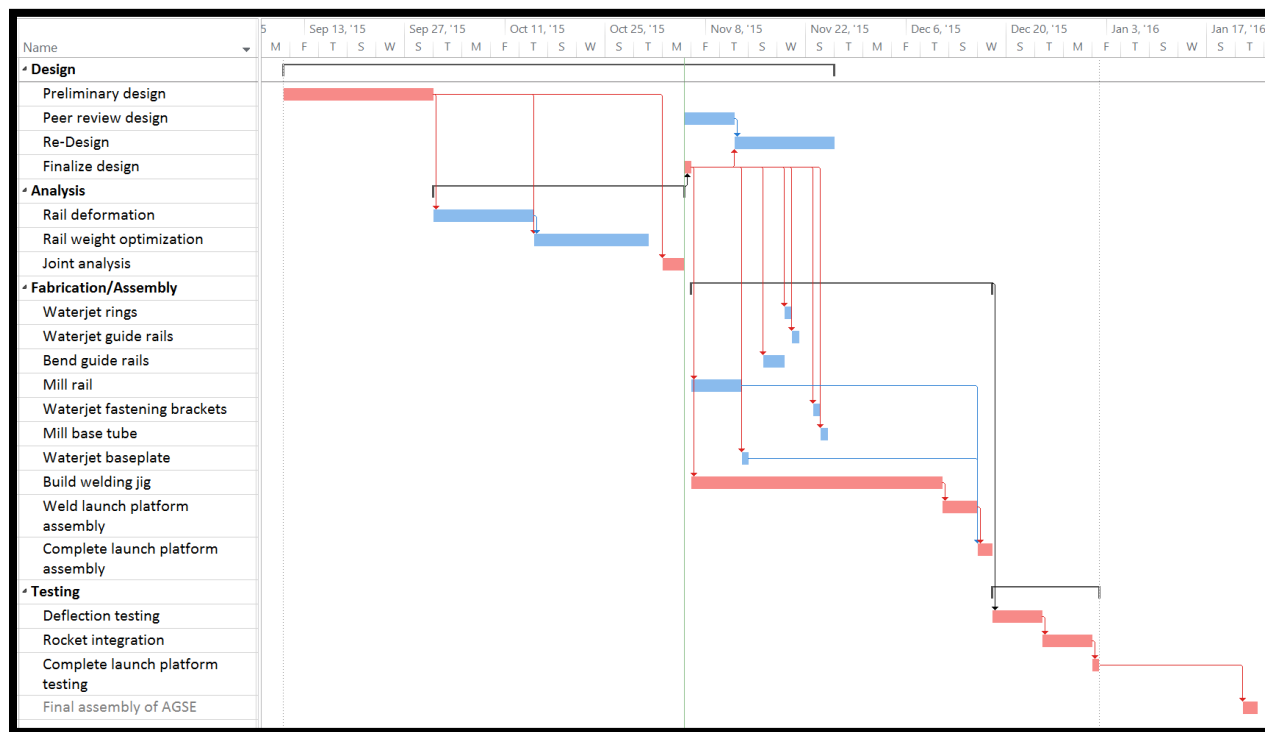 5 Sep 13, '15 Sep 27, '15 Oct 11, '15 Oct 25, '15 Nov 8, '15 Nov 22, '15 Dec 6, '15 Dec 20, '15 Jan 3, '16 Jan 17, '16
Name M F T S W S T M F T S W S T M F T S W S T M F T S W S T M F T S W S T
Design
Preliminary design
Peer review design
Re-Design
Finalize design
Analysis
Rail deformation
Rail weight optimization
Joint analysis
Fabrication/Assembly
Waterjet rings
Waterjet guide rails
Bend guide rails
Mill rail
Waterjet fastening brackets
Mill base tube
Waterjet baseplate
Build welding jig
Weld launch platform
assembly
Complete launch platform
assembly
Testing
Deflection testing
Rocket integration
Complete launch platform
testing
Final assembly of AGSE